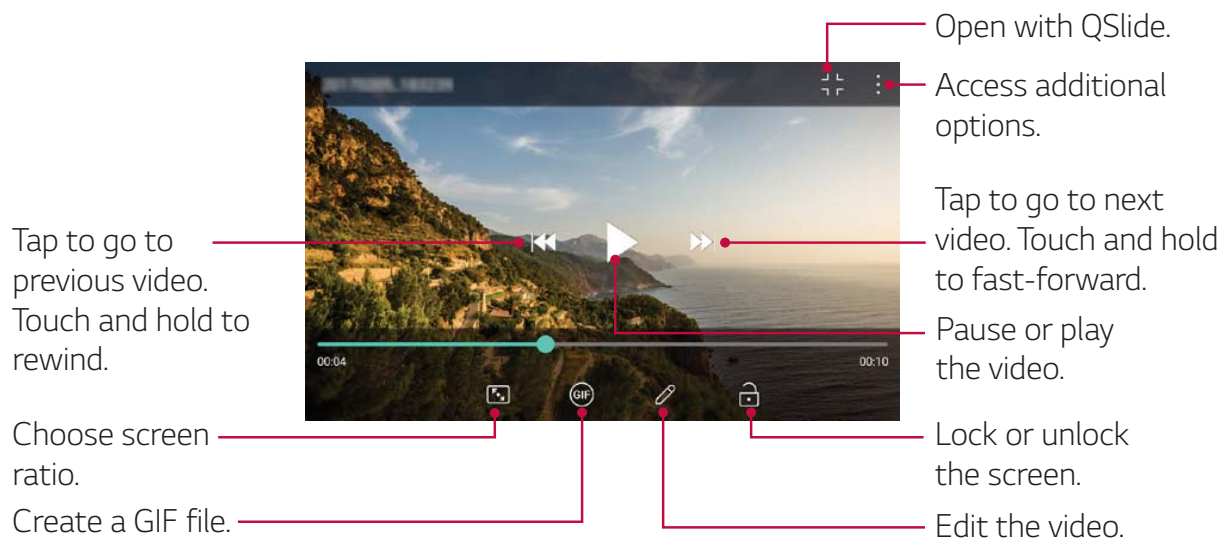 Open with QSlide.
Access additional
options.
Tap to go to
previous video.
Touch and hold to
rewind.
Tap to go to next
video. Touch and hold
to fast-forward.
Pause or play
the video.
00:04
00:10
GIF
Choose screen
ratio.
Create a GIF file.
Lock or unlock
the screen.
Edit the video.